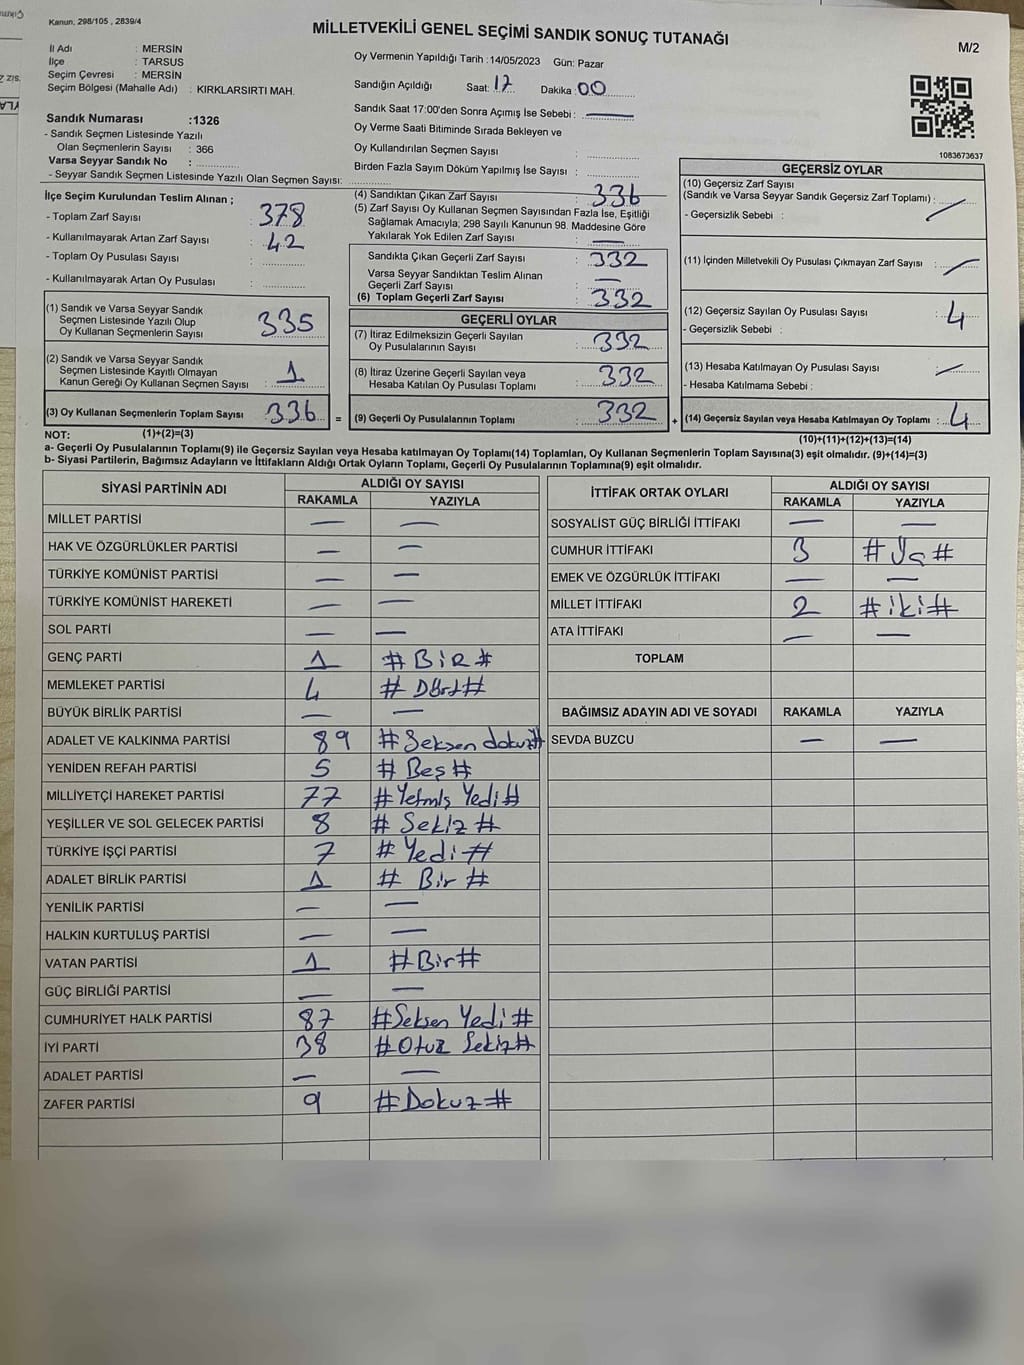 Kanun, 298/105 , 2839/4
MİLLETVEKİLİ GENEL SEÇİMİ SANDIK SONUÇ TUTANAĞI
M/2
İl Adı : MERSİN
İlçe : TARSUS
Seçim Çevresi : MERSİN
Seçim Bölgesi (Mahalle Adı) : KIRKLARSIRTI MAH.
Sandık Numarası :1326
- Sandık Seçmen Listesinde Yazılı
Olan Seçmenlerin Sayısı : 366
Varsa Seyyar Sandık No :
- Seyyar Sandık Seçmen Listesinde Yazılı Olan Seçmen Sayısı:
Oy Vermenin Yapıldığı Tarih :14/05/2023 Gün: Pazar
Sandığın Açıldığı Saat: 17 Dakika: 00
Sandık Saat 17:00'den Sonra Açımış İse Sebebi : —
Oy Verme Saati Bitiminde Sırada Bekleyen ve
Oy Kullandırılan Seçmen Sayısı :
Birden Fazla Sayım Döküm Yapılmış İse Sayısı :
1083673637
İlçe Seçim Kurulundan Teslim Alınan ;
- Toplam Zarf Sayısı : 378
- Kullanılmayarak Artan Zarf Sayısı : 42
- Toplam Oy Pusulası Sayısı :
- Kullanılmayarak Artan Oy Pusulası :
(1) Sandık ve Varsa Seyyar Sandık
Seçmen Listesinde Yazılı Olup
Oy Kullanan Seçmenlerin Sayısı : 335
(2) Sandık ve Varsa Seyyar Sandık
Seçmen Listesinde Kayıtlı Olmayan
Kanun Gereği Oy Kullanan Seçmen Sayısı : 1
(3) Oy Kullanan Seçmenlerin Toplam Sayısı : 336
(1)+(2)=(3)
(4) Sandıktan Çıkan Zarf Sayısı : 336
(5) Zarf Sayısı Oy Kullanan Seçmen Sayısından Fazla İse, Eşitliği
Sağlamak Amacıyla; 298 Sayılı Kanunun 98. Maddesine Göre
Yakılarak Yok Edilen Zarf Sayısı : —
Sandıkta Çıkan Geçerli Zarf Sayısı : 332
Varsa Seyyar Sandıktan Teslim Alınan
Geçerli Zarf Sayısı : —
(6) Toplam Geçerli Zarf Sayısı : 332
GEÇERLİ OYLAR
(7) İtiraz Edilmeksizin Geçerli Sayılan
Oy Pusulalarının Sayısı : 332
(8) İtiraz Üzerine Geçerli Sayılan veya
Hesaba Katılan Oy Pusulası Toplamı : 332
= (9) Geçerli Oy Pusulalarının Toplamı : 332 +
GEÇERSİZ OYLAR
(10) Geçersiz Zarf Sayısı
(Sandık ve Varsa Seyyar Sandık Geçersiz Zarf Toplamı) : —
- Geçersizlik Sebebi :
(11) İçinden Milletvekili Oy Pusulası Çıkmayan Zarf Sayısı : —
(12) Geçersiz Sayılan Oy Pusulası Sayısı : 4
- Geçersizlik Sebebi :
(13) Hesaba Katılmayan Oy Pusulası Sayısı : —
- Hesaba Katılmama Sebebi :
(14) Geçersiz Sayılan veya Hesaba Katılmayan Oy Toplamı : 4
(10)+(11)+(12)+(13)=(14)
NOT:
a- Geçerli Oy Pusulalarının Toplamı(9) ile Geçersiz Sayılan veya Hesaba katılmayan Oy Toplamı(14) Toplamları, Oy Kullanan Seçmenlerin Toplam Sayısına(3) eşit olmalıdır. (9)+(14)=(3)
b- Siyasi Partilerin, Bağımsız Adayların ve İttifakların Aldığı Ortak Oyların Toplamı, Geçerli Oy Pusulalarının Toplamına(9) eşit olmalıdır.
SİYASİ PARTİNİN ADI ALDIĞI OY SAYISI
RAKAMLA YAZIYLA
MİLLET PARTİSİ — —
HAK VE ÖZGÜRLÜKLER PARTİSİ — —
TÜRKİYE KOMÜNİST PARTİSİ — —
TÜRKİYE KOMÜNİST HAREKETİ — —
SOL PARTİ — —
GENÇ PARTİ 1 # BİR #
MEMLEKET PARTİSİ 4 # Dört #
BÜYÜK BİRLİK PARTİSİ — —
ADALET VE KALKINMA PARTİSİ 89 # Seksen dokuz #
YENİDEN REFAH PARTİSİ 5 # Beş #
MİLLİYETÇİ HAREKET PARTİSİ 77 # Yetmiş Yedi #
YEŞİLLER VE SOL GELECEK PARTİSİ 8 # Sekiz #
TÜRKİYE İŞÇİ PARTİSİ 7 # Yedi #
ADALET BİRLİK PARTİSİ 1 # Bir #
YENİLİK PARTİSİ — —
HALKIN KURTULUŞ PARTİSİ — —
VATAN PARTİSİ 1 # Bir #
GÜÇ BİRLİĞİ PARTİSİ — —
CUMHURİYET HALK PARTİSİ 87 # Seksen Yedi #
İYİ PARTİ 38 # Otuz Sekiz #
ADALET PARTİSİ — —
ZAFER PARTİSİ 9 # Dokuz #
İTTİFAK ORTAK OYLARI ALDIĞI OY SAYISI
RAKAMLA YAZIYLA
SOSYALİST GÜÇ BİRLİĞİ İTTİFAKI — —
CUMHUR İTTİFAKI 3 # Üç #
EMEK VE ÖZGÜRLÜK İTTİFAKI — —
MİLLET İTTİFAKI 2 # iki #
ATA İTTİFAKI — —
TOPLAM
BAĞIMSIZ ADAYIN ADI VE SOYADI RAKAMLA YAZIYLA
SEVDA BUZCU — —